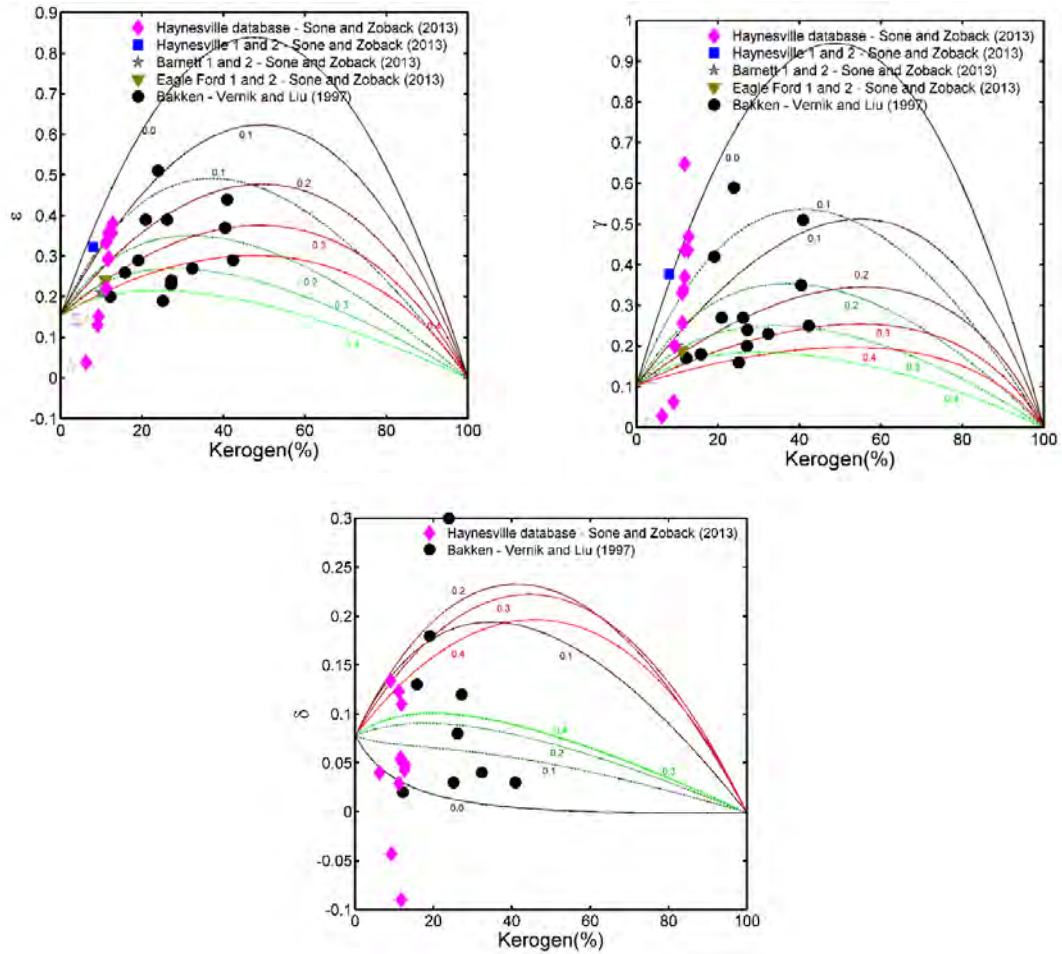 Haynesville database - Sone and Zoback (2013)
Haynesville 1 and 2 - Sone and Zoback (2013)
Barnett 1 and 2 - Sone and Zoback (2013)
Eagle Ford 1 and 2 - Sone and Zoback (2013)
Bakken - Vernik and Liu (1997)
0.9
0.8
0.7
0.6
0.5
0.4
0.3
0.2
0.1
0
-0.1
ε
0.0
0.1
0.1
0.2
0.3
0.2
0.3
0.4
0 20 40 60 80 100
Kerogen(%)
Haynesville database - Sone and Zoback (2013)
Haynesville 1 and 2 - Sone and Zoback (2013)
Barnett 1 and 2 - Sone and Zoback (2013)
Eagle Ford 1 and 2 - Sone and Zoback (2013)
Bakken - Vernik and Liu (1997)
1
0.9
0.8
0.7
0.6
0.5
0.4
0.3
0.2
0.1
0
γ
0.0
0.1
0.1
0.2
0.2
0.3
0.4
0.3
0.4
0 20 40 60 80 100
Kerogen(%)
Haynesville database - Sone and Zoback (2013)
Bakken - Vernik and Liu (1997)
0.3
0.25
0.2
0.15
0.1
0.05
0
-0.05
-0.1
δ
0.2
0.3
0.4
0.1
0.4
0.2
0.3
0.1
0.0
0 20 40 60 80 100
Kerogen(%)